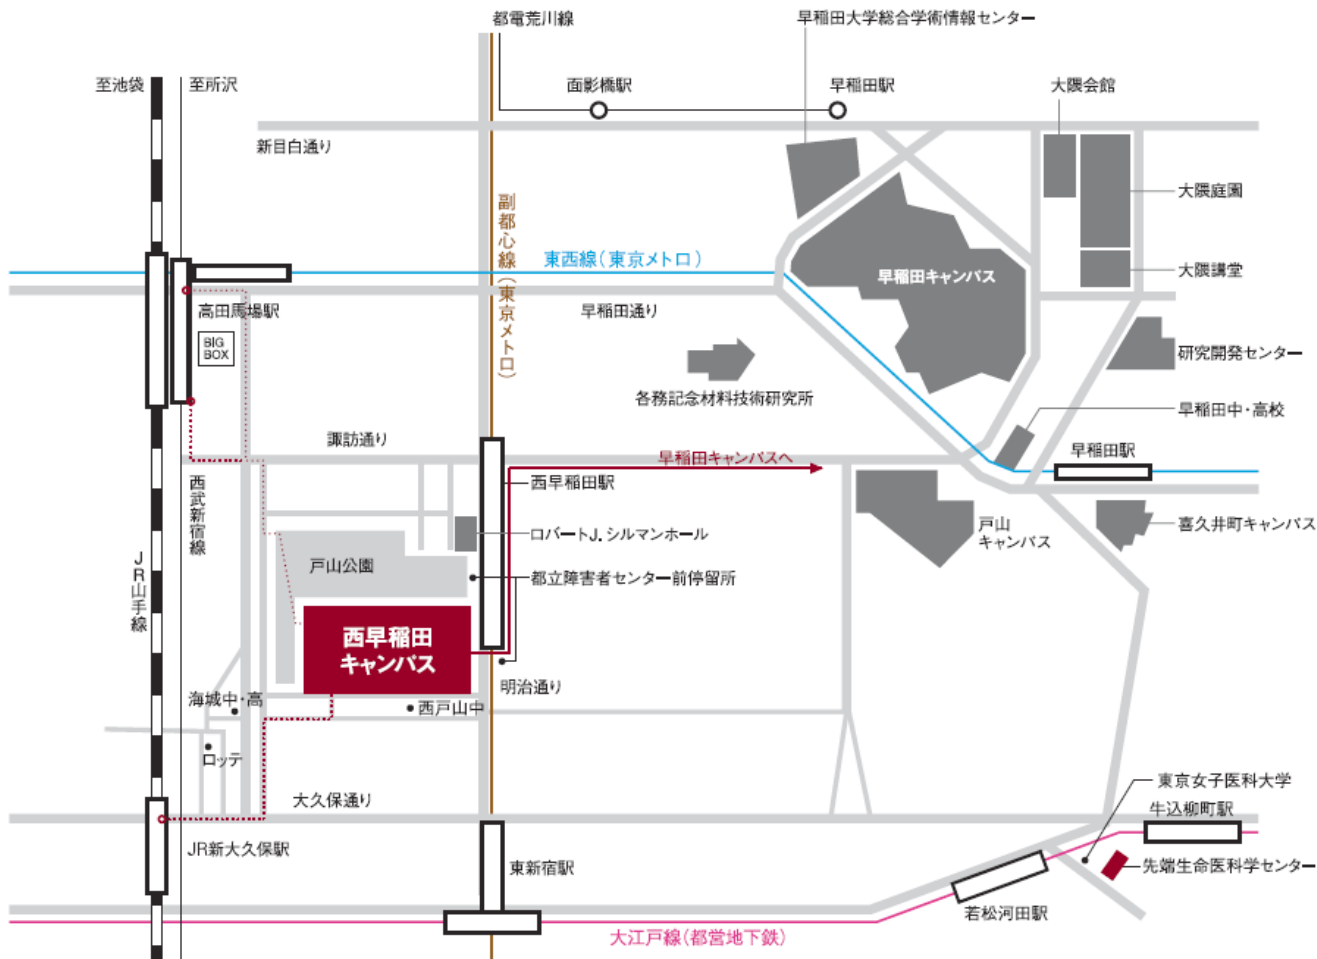 都電荒川線
早稲田大学総合学術情報センター
至池袋
至所沢
面影橋駅
早稲田駅
大隈会館
新目白通り
大隈庭園
副都心線(東京メトロ)
東西線(東京メトロ)
早稲田キャンパス
大隈講堂
高田馬場駅
早稲田通り
BIG
BOX
研究開発センター
各務記念材料技術研究所
早稲田中・高校
諏訪通り
早稲田キャンパスへ
早稲田駅
西武新宿線
西早稲田駅
戸山
キャンパス
喜久井町キャンパス
ロバートJ.シルマンホール
JR山手線
戸山公園
都立障害者センター前停留所
西早稲田
キャンパス
明治通り
海城中・高
西戸山中
ロッテ
大久保通り
東京女子医科大学
牛込柳町駅
JR新大久保駅
東新宿駅
先端生命医科学センター
若松河田駅
大江戸線(都営地下鉄)